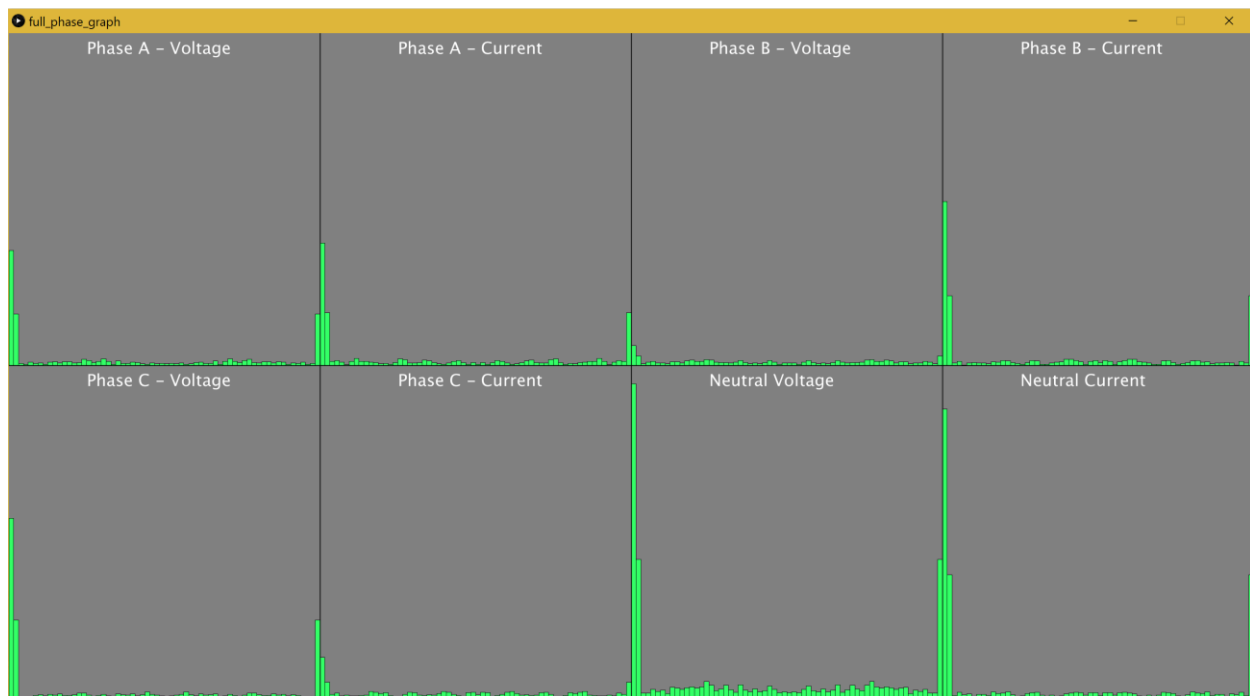 full_phase_graph
Phase A – Voltage
Phase A – Current
Phase B – Voltage
Phase B – Current
Phase C – Voltage
Phase C – Current
Neutral Voltage
Neutral Current